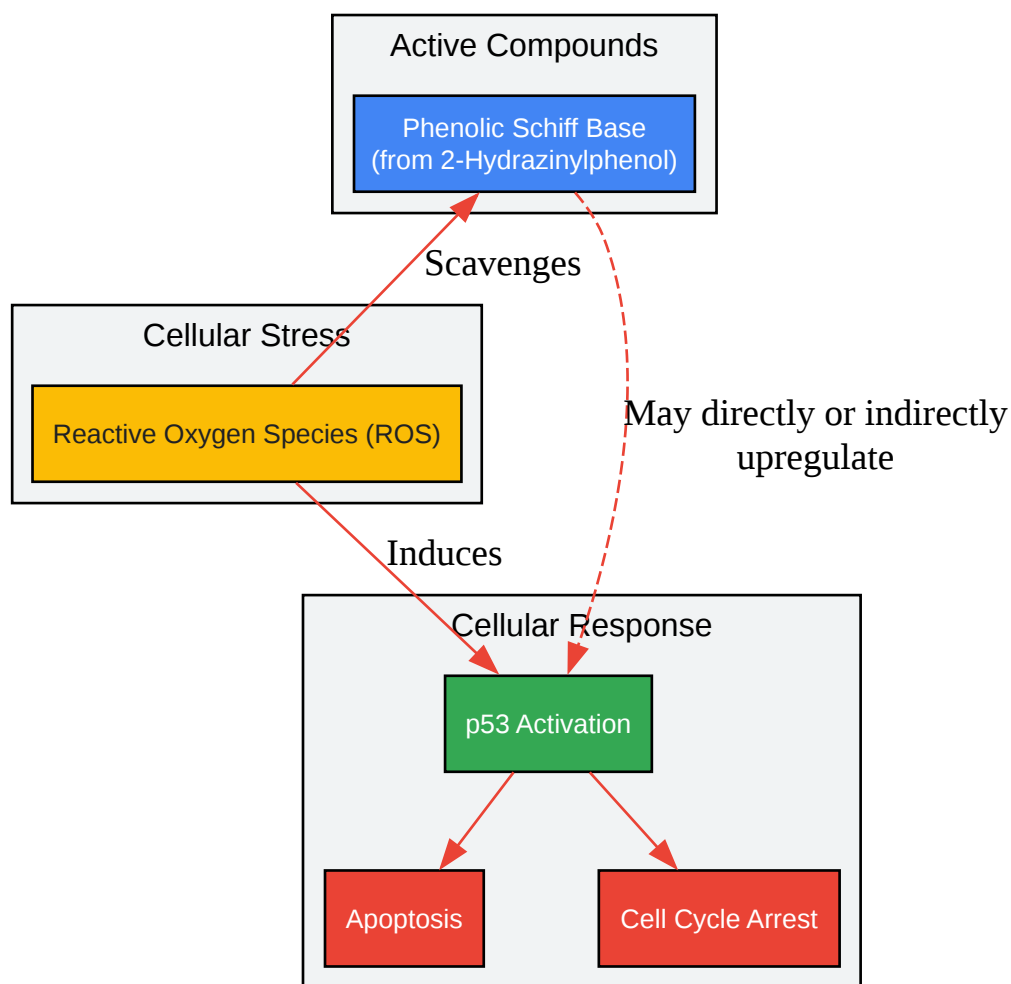 Active Compounds
Phenolic Schiff Base
(from 2-Hydrazinylphenol)
Scavenges
Cellular Stress
Reactive Oxygen Species (ROS)
May directly or indirectly
upregulate
Induces
Cellular Response
p53 Activation
Apoptosis
Cell Cycle Arrest